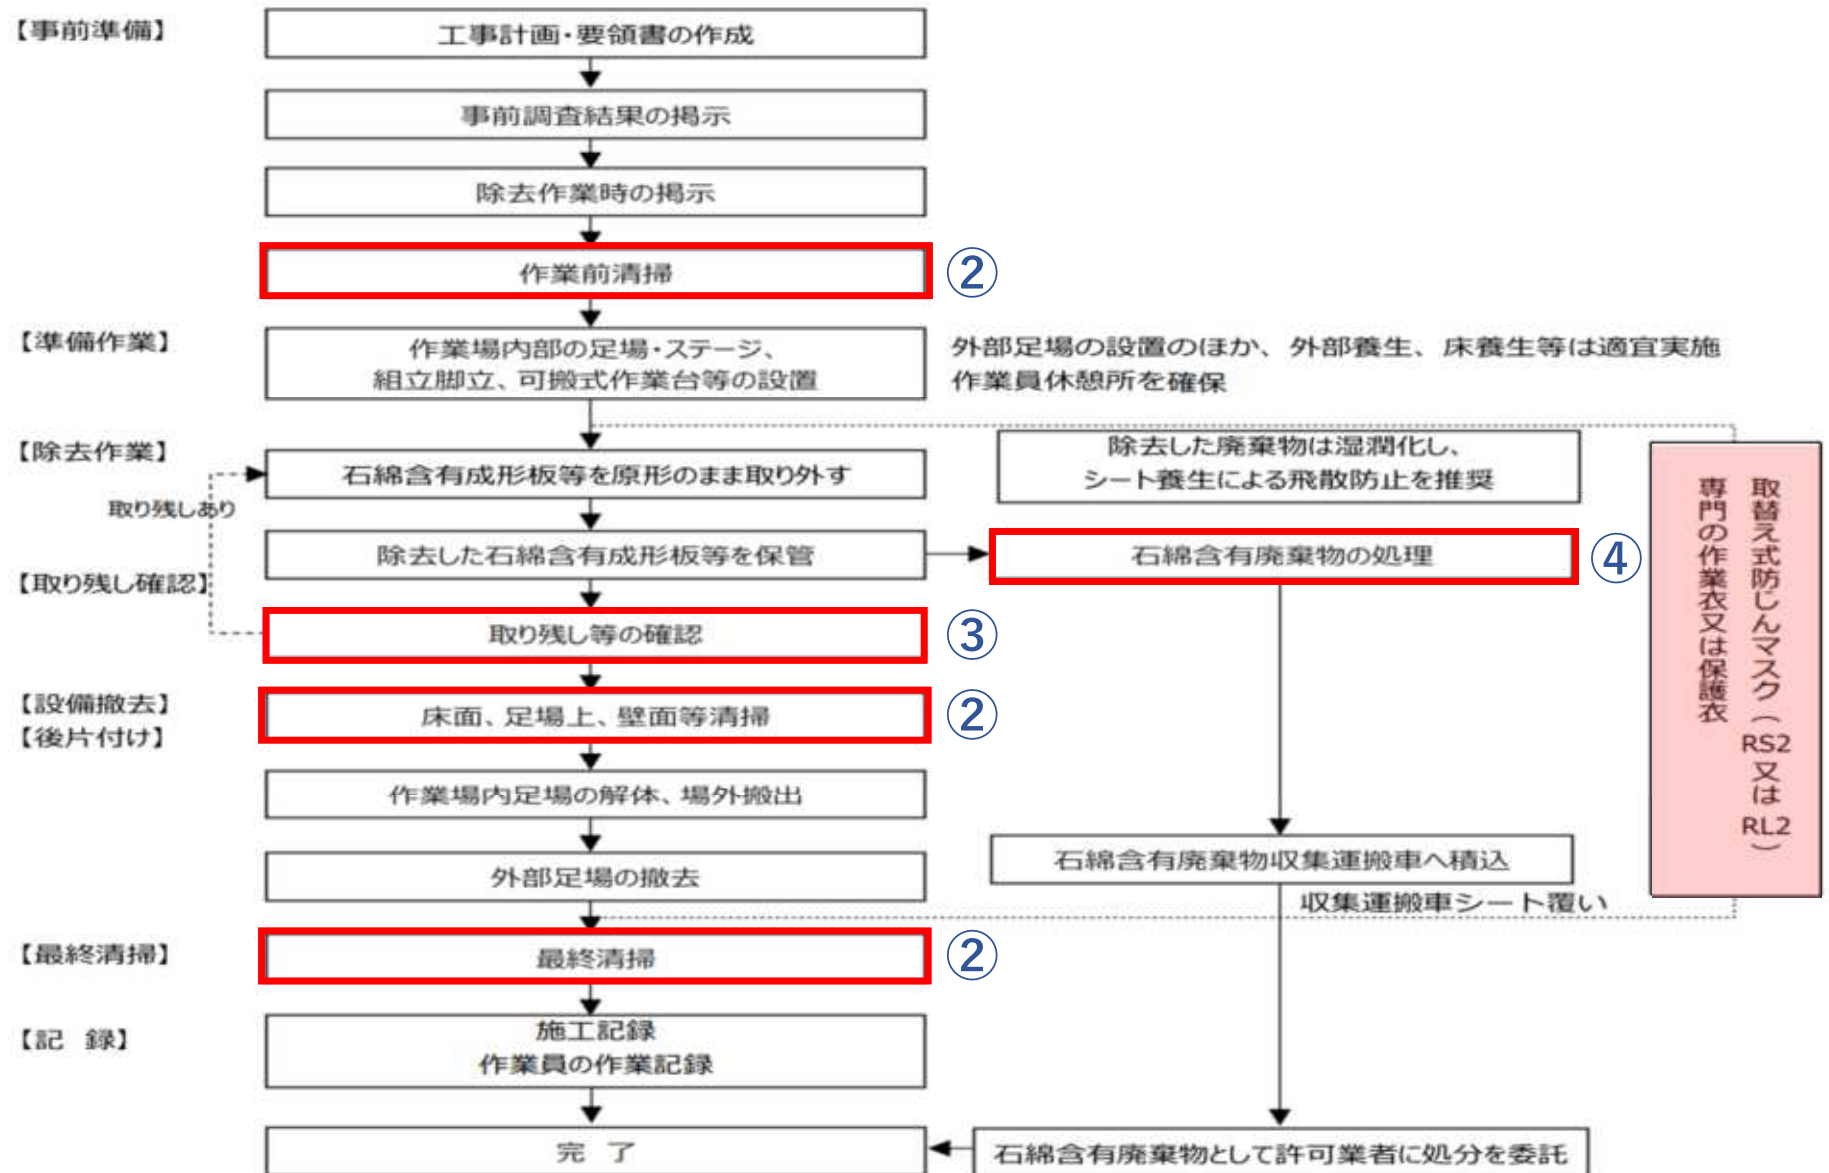 【事前準備】
工事計画・要領書の作成
事前調査結果の掲示
除去作業時の掲示
作業前清掃
②
【準備作業】
作業場内部の足場・ステージ、
組立脚立、可搬式作業台等の設置
外部足場の設置のほか、外部養生、床養生等は適宜実施
作業員休憩所を確保
【除去作業】
石綿含有成形板等を原形のまま取り外す
除去した廃棄物は湿潤化し、
シート養生による飛散防止を推奨
取り残しあり
除去した石綿含有成形板等を保管
石綿含有廃棄物の処理
④
【取り残し確認】
取り残し等の確認
③
取替え式防じんマスク（RS2又はRL2）
専門の作業衣又は保護衣
【設備撤去】
【後片付け】
床面、足場上、壁面等清掃
②
作業場内足場の解体、場外搬出
外部足場の撤去
石綿含有廃棄物収集運搬車へ積込
収集運搬車シート覆い
【最終清掃】
最終清掃
②
【記　録】
施工記録
作業員の作業記録
完　了
石綿含有廃棄物として許可業者に処分を委託